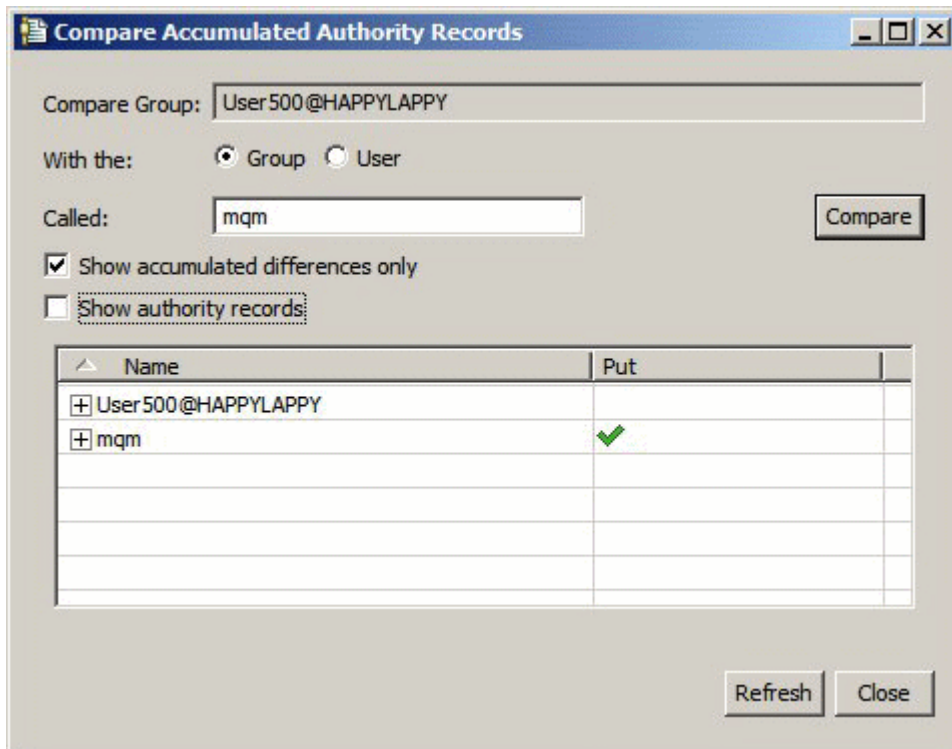 Compare Accumulated Authority Records
Compare Group: User500@HAPPYLAPPY
With the: Group User
Called: mqm Compare
Show accumulated differences only
Show authority records
Name Put
User500@HAPPYLAPPY
mqm
Refresh Close